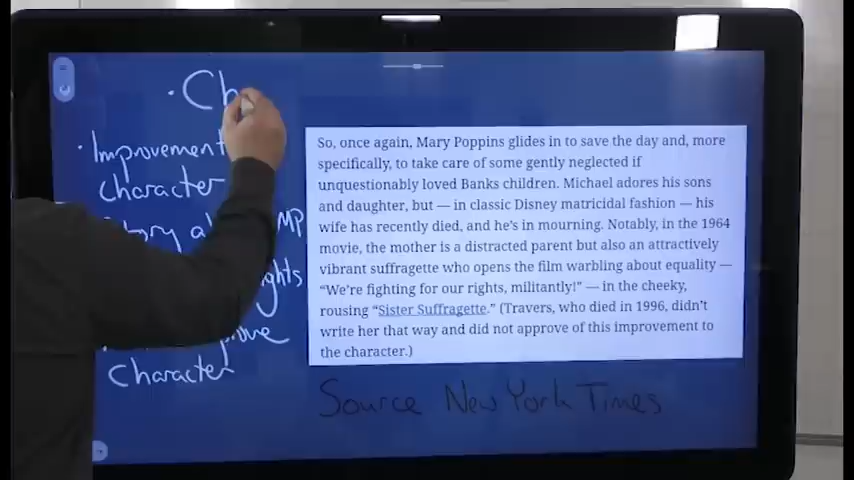 · Ch
· Improvement
character
MP
ghts
character
So, once again, Mary Poppins glides in to save the day and, more
specifically, to take care of some gently neglected if
unquestionably loved Banks children. Michael adores his sons
and daughter, but — in classic Disney matricidal fashion — his
wife has recently died, and he's in mourning. Notably, in the 1964
movie, the mother is a distracted parent but also an attractively
vibrant suffragette who opens the film warbling about equality —
“We're fighting for our rights, militantly!” — in the cheeky,
rousing “Sister Suffragette.” (Travers, who died in 1996, didn't
write her that way and did not approve of this improvement to
the character.)
Source New York Times